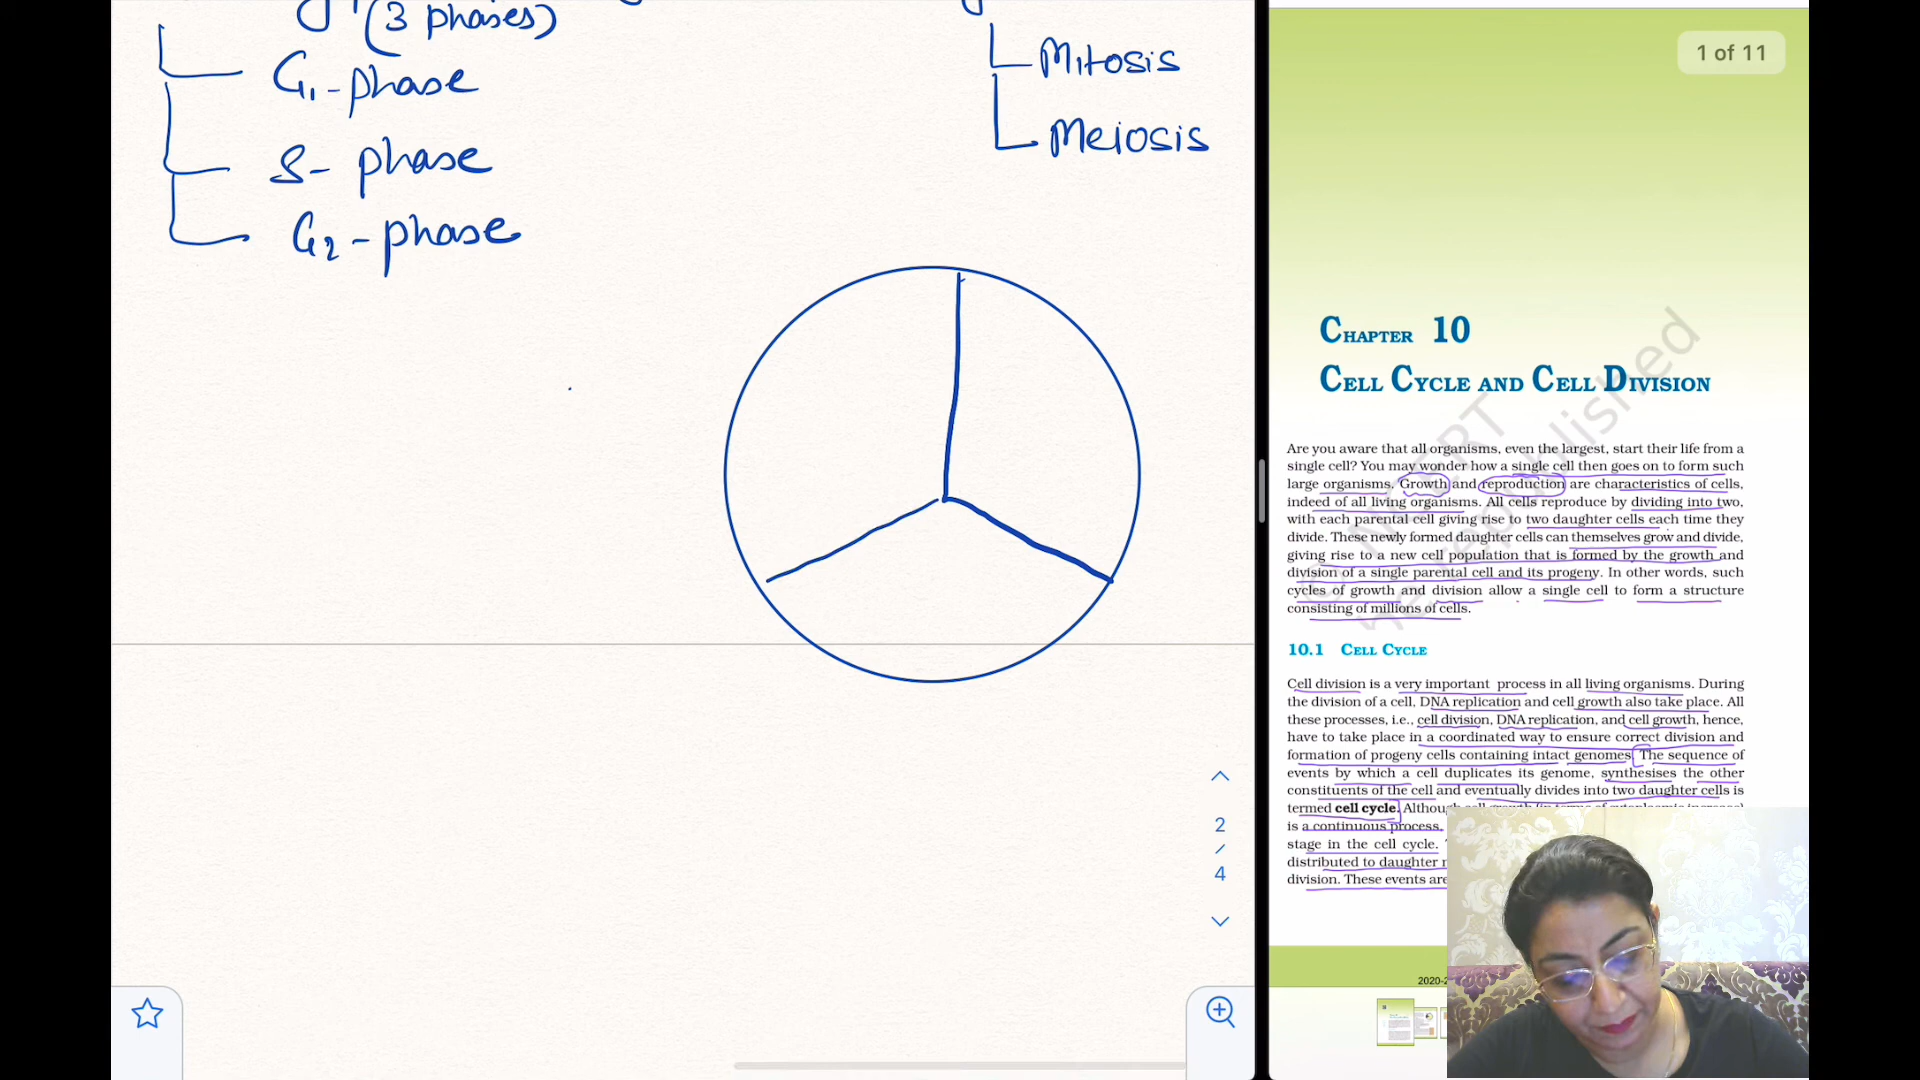 (3 phases)
G1-phase
S- phase
G2-phase
Mitosis
Meiosis
2
/
4
1 of 11
CHAPTER 10
CELL CYCLE AND CELL DIVISION
Are you aware that all organisms, even the largest, start their life from a
single cell? You may wonder how a single cell then goes on to form such
large organisms. Growth and reproduction are characteristics of cells,
indeed of all living organisms. All cells reproduce by dividing into two,
with each parental cell giving rise to two daughter cells each time they
divide. These newly formed daughter cells can themselves grow and divide,
giving rise to a new cell population that is formed by the growth and
division of a single parental cell and its progeny. In other words, such
cycles of growth and division allow a single cell to form a structure
consisting of millions of cells.
10.1 CELL CYCLE
Cell division is a very important process in all living organisms. During
the division of a cell, DNA replication and cell growth also take place. All
these processes, i.e., cell division, DNA replication, and cell growth, hence,
have to take place in a coordinated way to ensure correct division and
formation of progeny cells containing intact genomes. The sequence of
events by which a cell duplicates its genome, synthesises the other
constituents of the cell and eventually divides into two daughter cells is
termed cell cycle. Although cell growth (in terms of cytoplasmic increase)
is a continuous process,
stage in the cell cycle.
distributed to daughter
division. These events are
2020-2